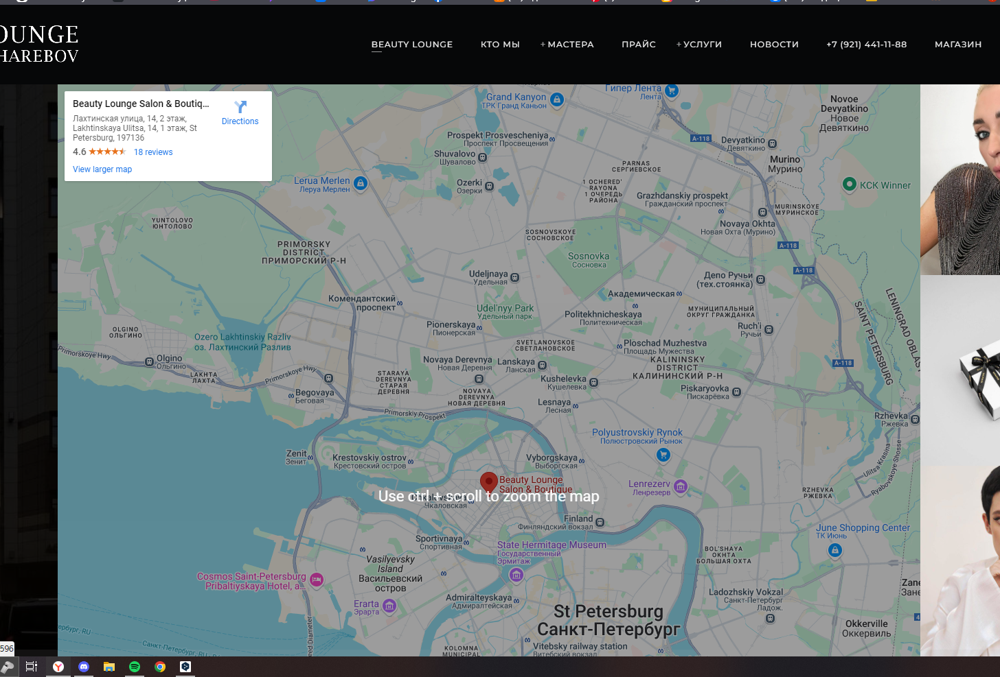 OUNGE
HAREBOV
BEAUTY LOUNGE
КТО МЫ
+ МАСТЕРА
ПРАЙС
+ УСЛУГИ
НОВОСТИ
+7 (921) 441-11-88
МАГАЗИН
Beauty Lounge Salon & Boutiq...
Лахтинская улица, 14, 2 этаж,
Lakhtinskaya Ulitsa, 14, 1 этаж, St
Petersburg, 197136
Directions
4.6
18 reviews
View larger map
Grand Kanyon
ТРК Гранд Каньон
Гипер Лента
Лента
Novoe
Devyatkino
Новое
Девяткино
Prospekt Prosvescheniya
Проспект Просвещения
А-118
Devyatkino
Девяткино
Shuvalovo
Шувалово
Murino
Мурино
PARNAS
СЕРГИЕВСКОЕ
Lerua Merlen
Леруа Мерлен
Ozerki
Озерки
1 OCHERED'
RAYONA
1 ОЧЕРЕДЬ
РАЙОНА
КСК Winner
Grazhdanskiy prospekt
Гражданский проспект
MURINSKOYE
МУРИНСКОЕ
YUNTOLOVO
ЮНТОЛОВО
Novaya Okhta
Новая Охта (Мурино)
SOSNOVSKOYE
СОСНОВСКОЕ
PRIMORSKY
DISTRICT
ПРИМОРСКИЙ Р-Н
А-118
Sosnovka
Сосновка
А-118
Udeljnaya
Удельная
Депо Ручьи
(тех.стоянка)
Комендантский
проспект
Академическая
Udel'nyy Park
Удельный парк
Politekhnicheskaya
Политехническая
МУНИЦИПАЛЬНЫЙ
ОКРУГ ГРАЖДАНКА
LENINGRAD OBLAS
SAINT PETERSBURG
Pionerskaya
Пионерская
Ruch'i
Ручьи
OLGINO
ОЛЬГИНО
Ozero Lakhtinskiy Razliv
оз. Лахтинский Разлив
SVETLANOVSKOE
СВЕТЛАНОВСКОЕ
Ploschad Muzhestva
Площадь Мужества
Primorskoye Hwy
Olgino
Ольгино
Novaya Derevnya
Новая Деревня
Lanskaya
Ланская
KALININSKY
DISTRICT
КАЛИНИНСКИЙ Р-Н
А-118
LAKHTA
ЛАХТА
Primorskoye Hwy
STARAYA
DEREVNYA
СТАРАЯ
ДЕРЕВНЯ
Kushelevka
Кушелевка
Begovaya
Беговая
NOVAYA
DEREVNYA
НОВАЯ ДЕРЕВНЯ
Piskaryovka
Пискарёвка
Lesnaya
Лесная
Primorskiy Prospekt
Rzhevka
Ржевка
Polyustrovskiy Rynok
Полюстровский Рынок
Zenit
Зенит
Krestovskiy ostrov
Крестовский остров
Vyborgskaya
Выборгская
Ulitsa Krasina
Ryabovskoye Shosse
Beauty Lounge
Salon & Boutique
Lenrezerv
Ленрезерв
RZHEVKA
РЖЕВКА
Use ctrl + scroll to zoom the map
Чкаловская
Finland
Финляндский вокзал
June Shopping Center
ТК Июнь
Sportivnaya
Спортивная
State Hermitage Museum
Государственный
Эрмитаж
BOL'SHAYA
OKHTA
БОЛЬШАЯ ОХТА
Vasilyevsky
Island
Васильевский
остров
Cosmos Saint-Petersburg
Pribaltiyskaya Hotel, a...
Zane
Зане
Ladozhskiy Vokzal
Санкт-Петербург
Ладож.
Admiralteyskaya
Адмиралтейская
Erarta
Эрарта
St Petersburg
Санкт-Петербург
4
Okkerville
Оккервиль
ербург, RU-
Санкт-Петербург, RU-
eed Diameter
KOLOMNA
MUNICIPAL
Vitebsky railway station
Витебский вокзал
596